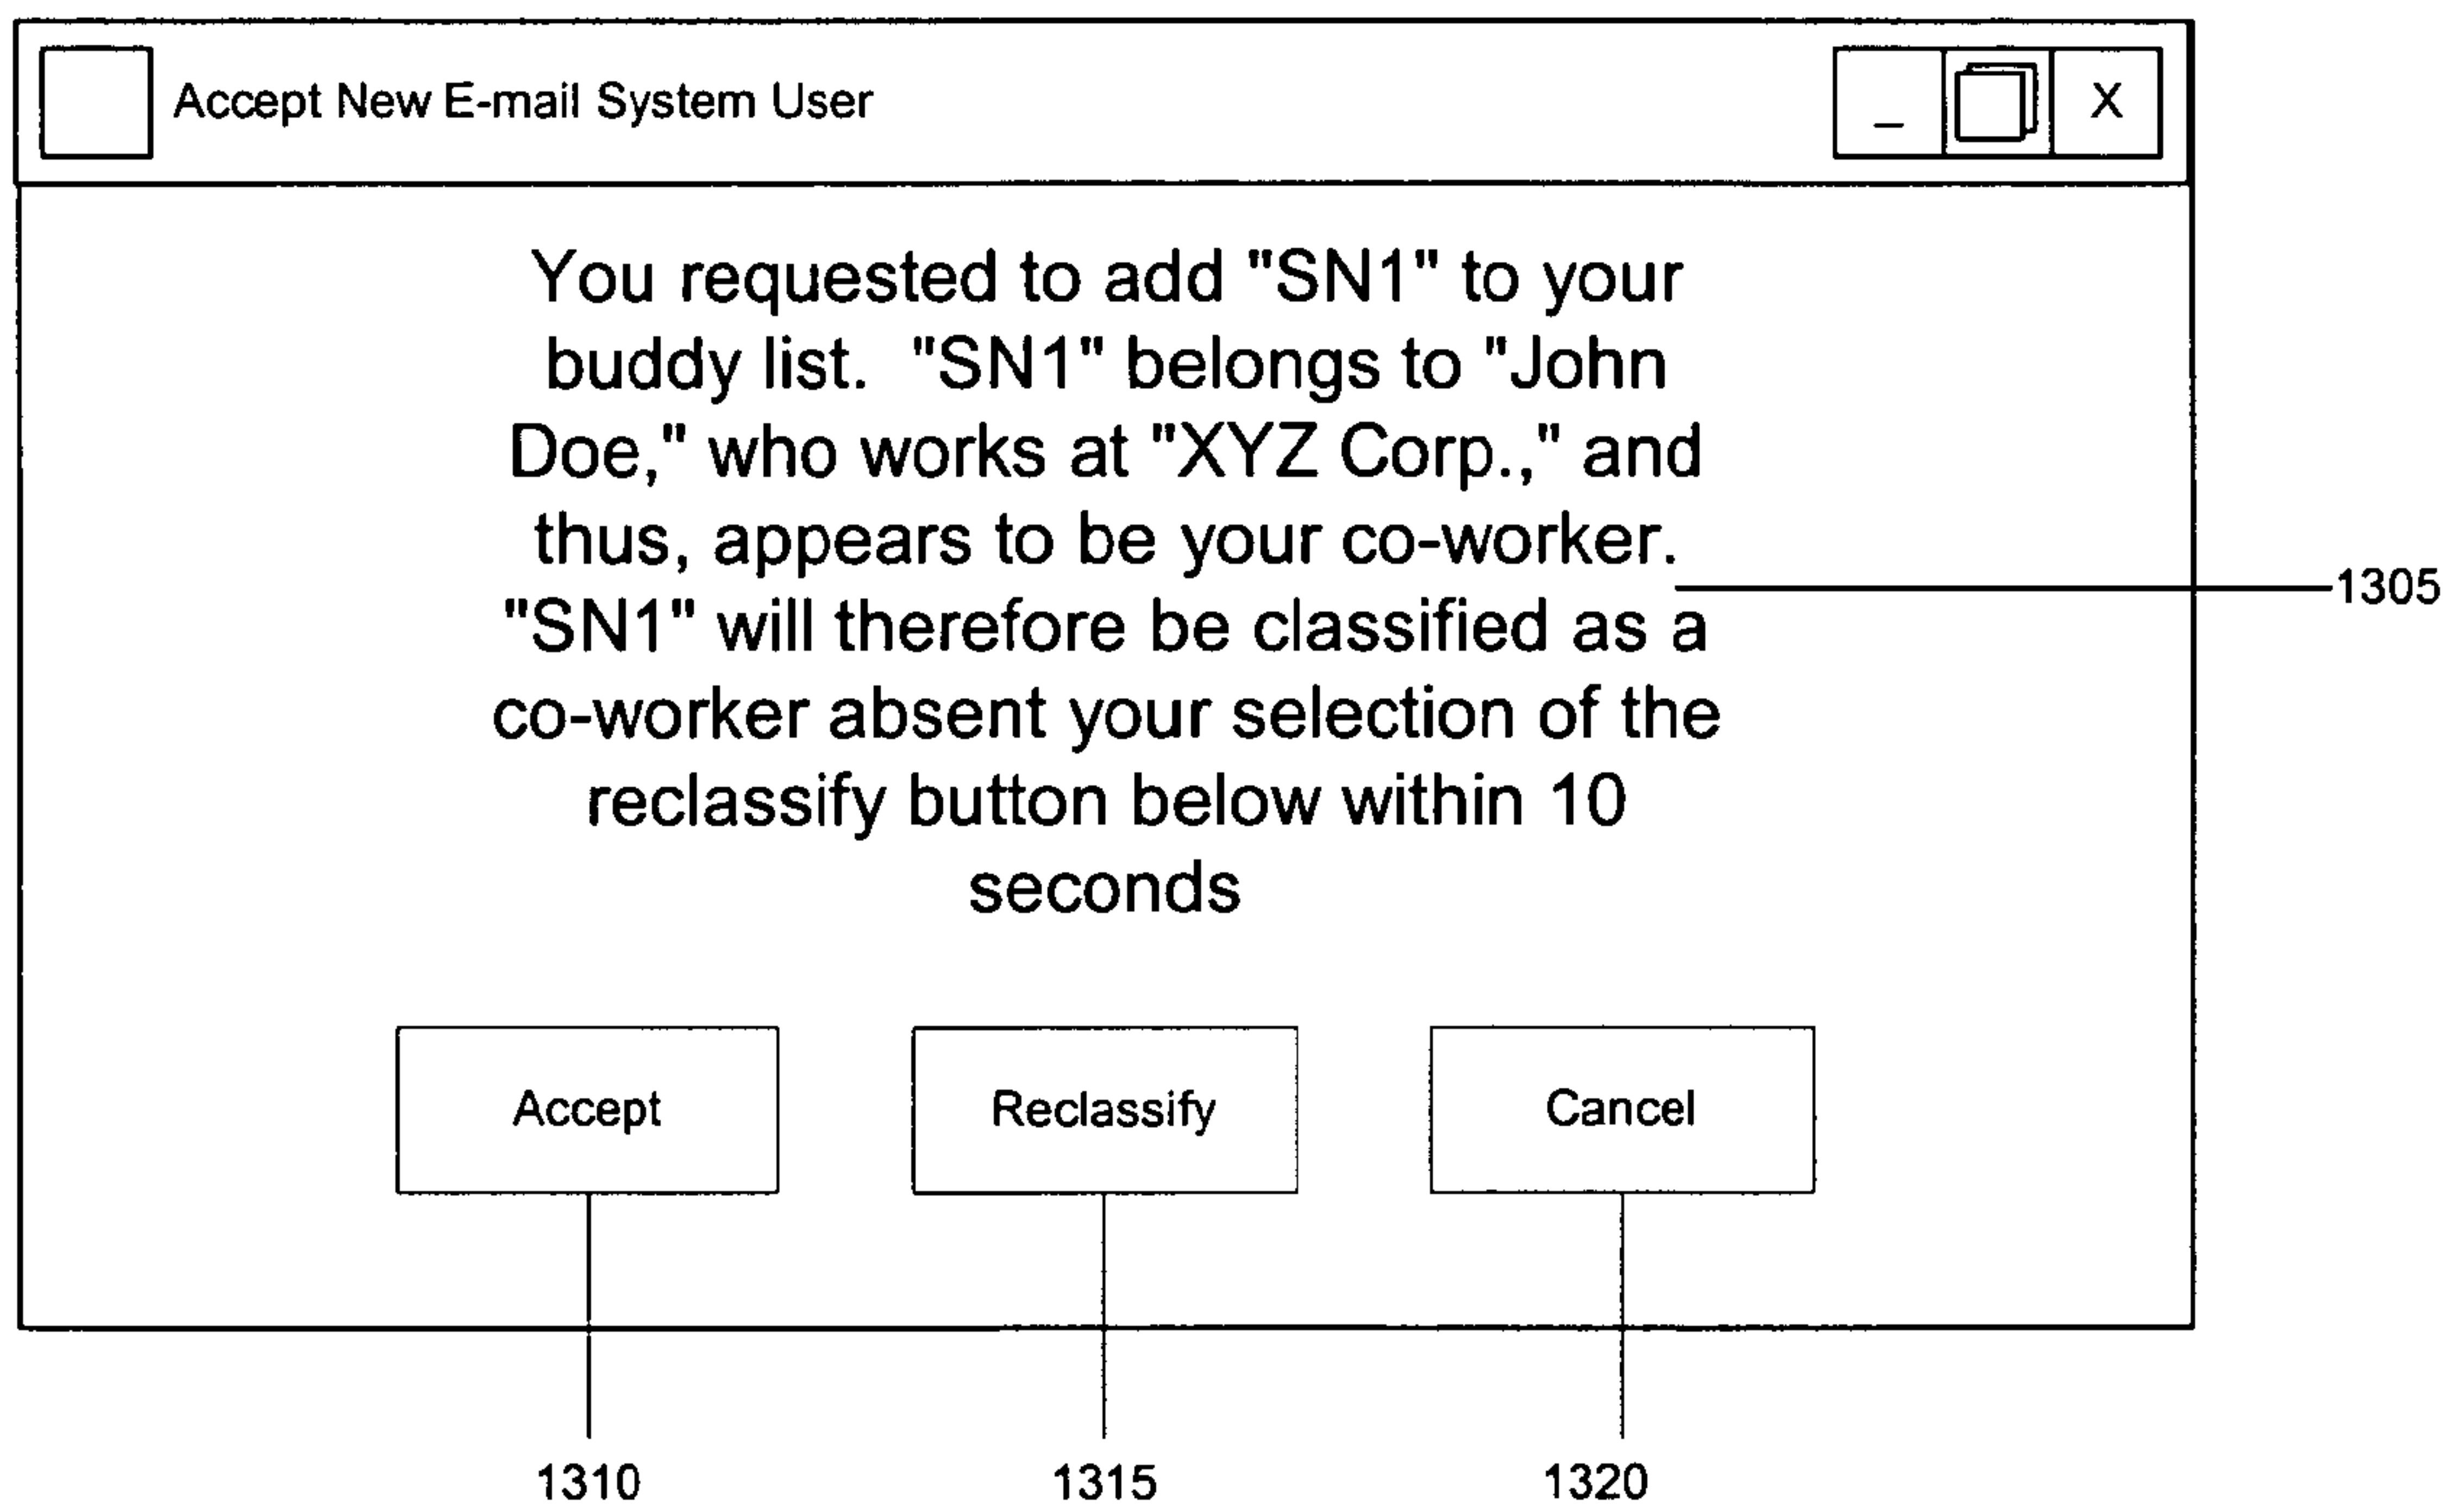 Accept New E-mail System User
_ X
You requested to add "SN1" to your
buddy list.  "SN1" belongs to "John
Doe," who works at "XYZ Corp.," and
thus, appears to be your co-worker.
"SN1" will therefore be classified as a
co-worker absent your selection of the
reclassify button below within 10
seconds
1305
Accept Reclassify Cancel
1310 1315 1320